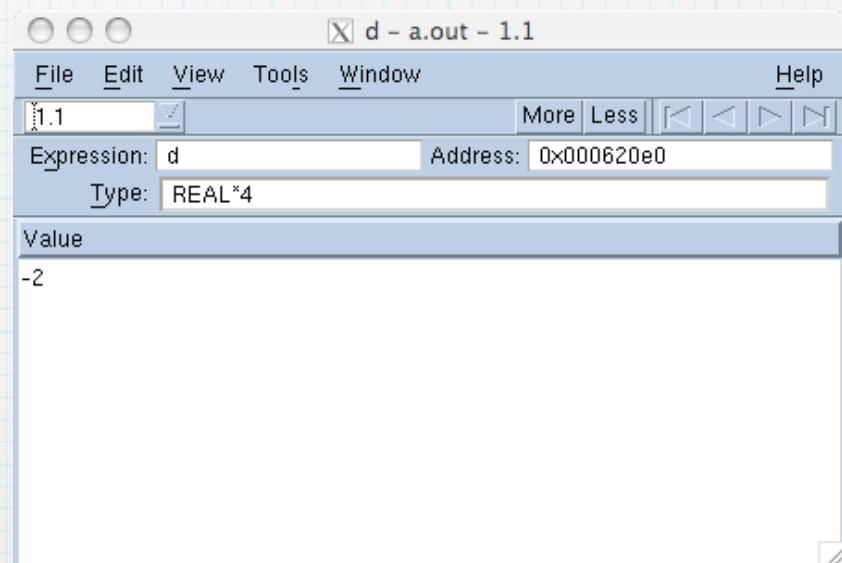 d – a.out – 1.1
File Edit View Tools Window Help
1.1 More Less
Expression: d Address: 0x000620e0
Type: REAL*4
Value
-2